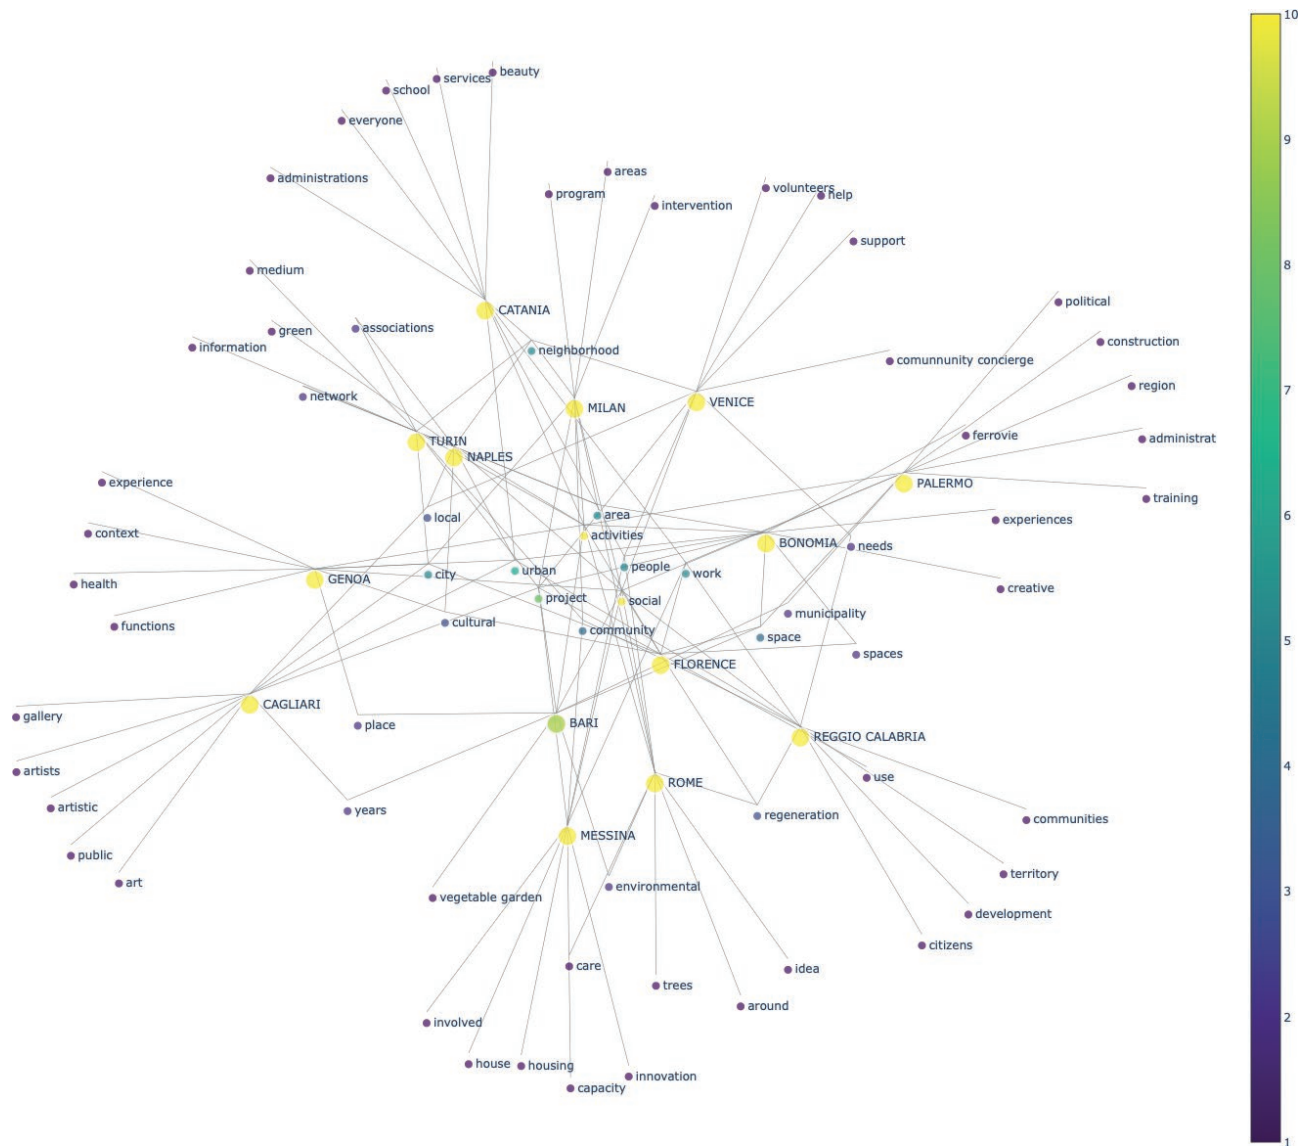 10
beauty
services
school
everyone
9
areas
administrations
volunteers
program
help
intervention
support
8
medium
political
CATANIA
associations
green
construction
information
neighborhood
comunnunity concierge
region
7
network
VENICE
MILAN
ferrovie
administrat
TURIN
NAPLES
experience
PALERMO
training
area
local
experiences
6
context
activities
BONOMIA
needs
people
urban
work
city
GENOA
health
creative
project
social
municipality
cultural
functions
community
space
5
spaces
FLORENCE
CAGLIARI
gallery
BARI
place
REGGIO CALABRIA
4
artists
use
ROME
artistic
years
regeneration
communities
MESSINA
public
territory
art
environmental
3
vegetable garden
development
citizens
care
idea
trees
around
2
involved
house
housing
innovation
capacity
1